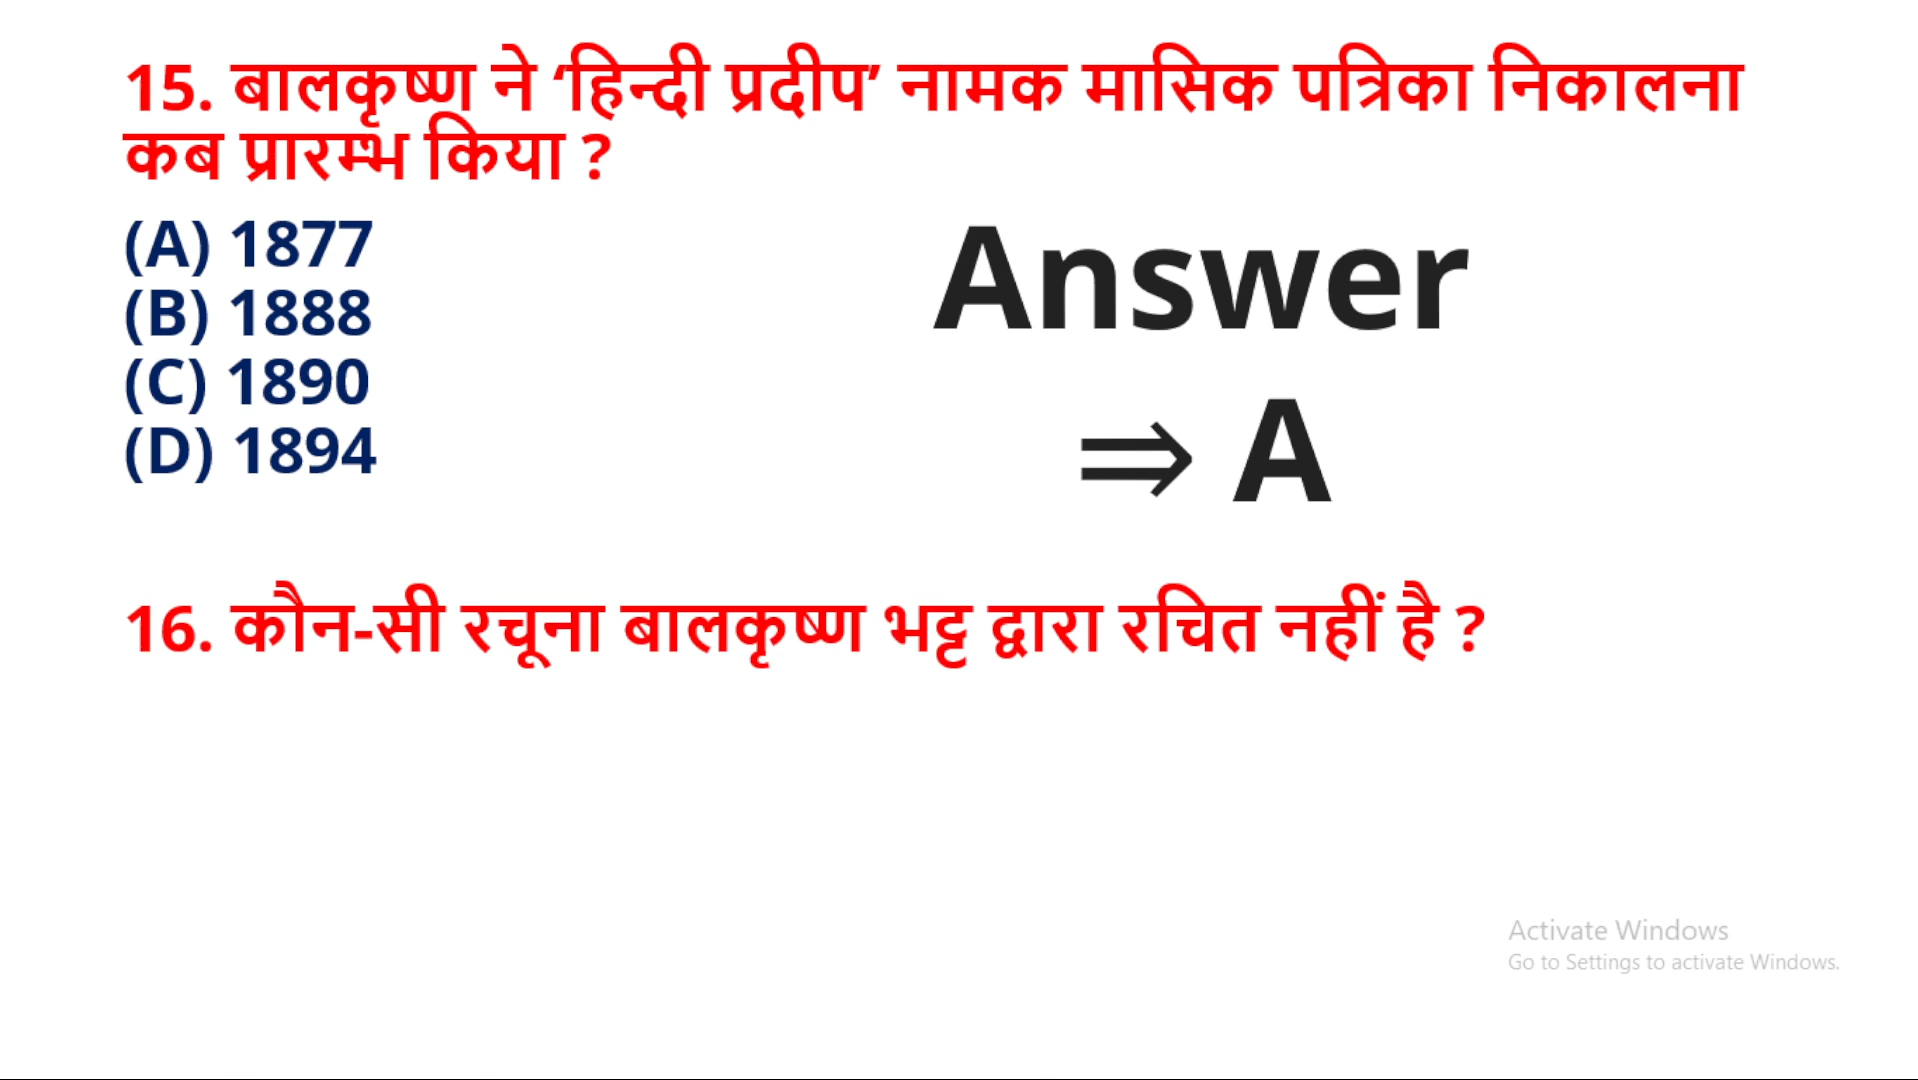 15. बालकृष्ण ने ‘हिन्दी प्रदीप’ नामक मासिक पत्रिका निकालना
कब प्रारम्भ किया ?
(A) 1877
(B) 1888
(C) 1890
(D) 1894
Answer
⇒ A
16. कौन-सी रचूना बालकृष्ण भट्ट द्वारा रचित नहीं है ?
Activate Windows
Go to Settings to activate Windows.